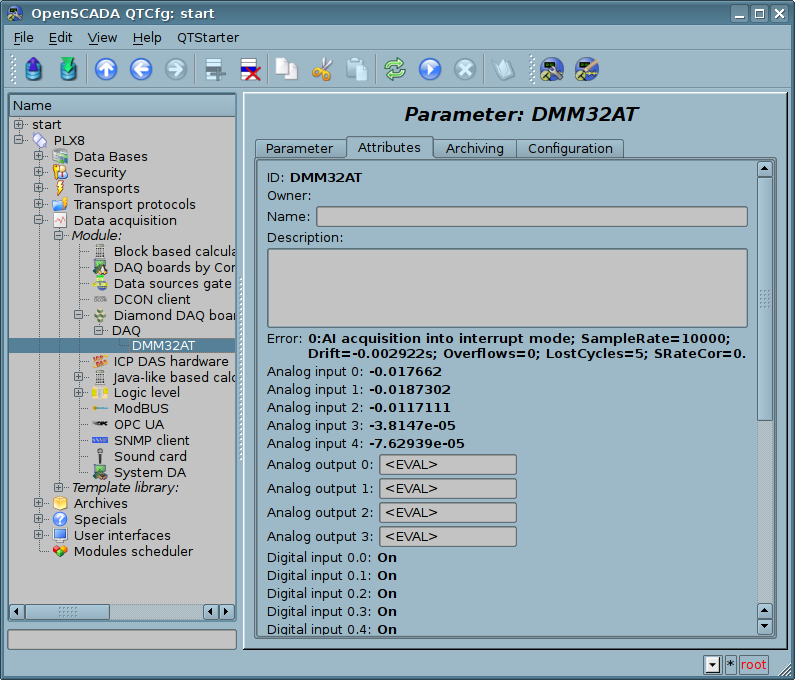 OpenSCADA QTCfg: start
File Edit View Help QTStarter
Name
start
PLX8
Data Bases
Security
Transports
Transport protocols
Data acquisition
Module:
Block based calcula
DAQ boards by Cor
Data sources gate
DCON client
Diamond DAQ boar
DAQ
DMM32AT
ICP DAS hardware
Java-like based calc
Logic level
ModBUS
OPC UA
SNMP client
Sound card
System DA
Template library:
Archives
Specials
User interfaces
Modules scheduler
Parameter: DMM32AT
Parameter Attributes Archiving Configuration
ID: DMM32AT
Owner:
Name:
Description:
Error: 0:AI acquisition into interrupt mode; SampleRate=10000;
Drift=-0.002922s; Overflows=0; LostCycles=5; SRateCor=0.
Analog input 0: -0.017662
Analog input 1: -0.0187302
Analog input 2: -0.0117111
Analog input 3: -3.8147e-05
Analog input 4: -7.62939e-05
Analog output 0: <EVAL>
Analog output 1: <EVAL>
Analog output 2: <EVAL>
Analog output 3: <EVAL>
Digital input 0.0: On
Digital input 0.1: On
Digital input 0.2: On
Digital input 0.3: On
Digital input 0.4: On
* root